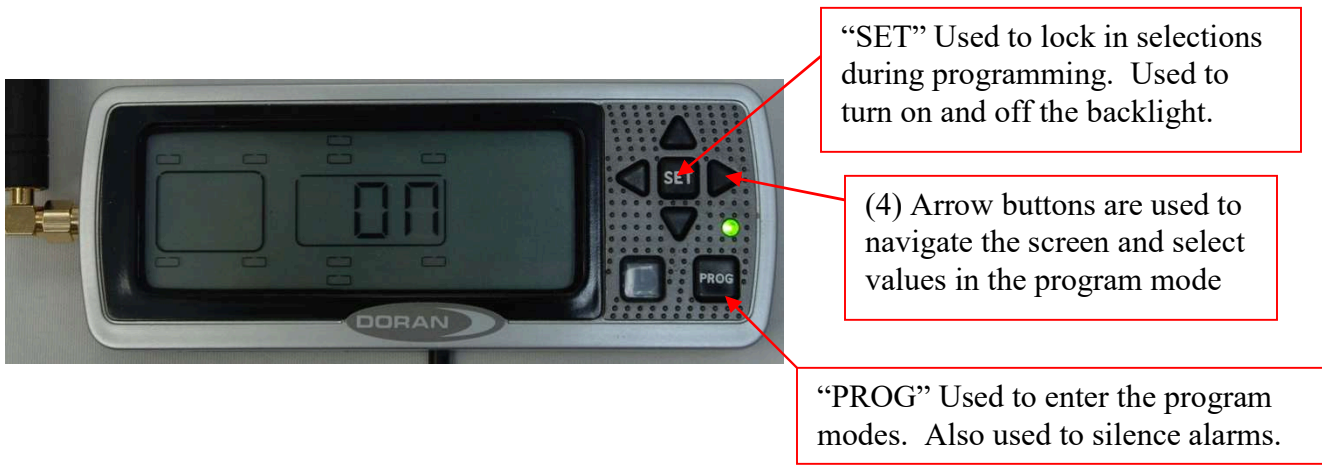 “SET” Used to lock in selections
during programming.  Used to
turn on and off the backlight.
SET
(4) Arrow buttons are used to
navigate the screen and select
values in the program mode
On
PROG
DORAN
“PROG” Used to enter the program
modes.  Also used to silence alarms.